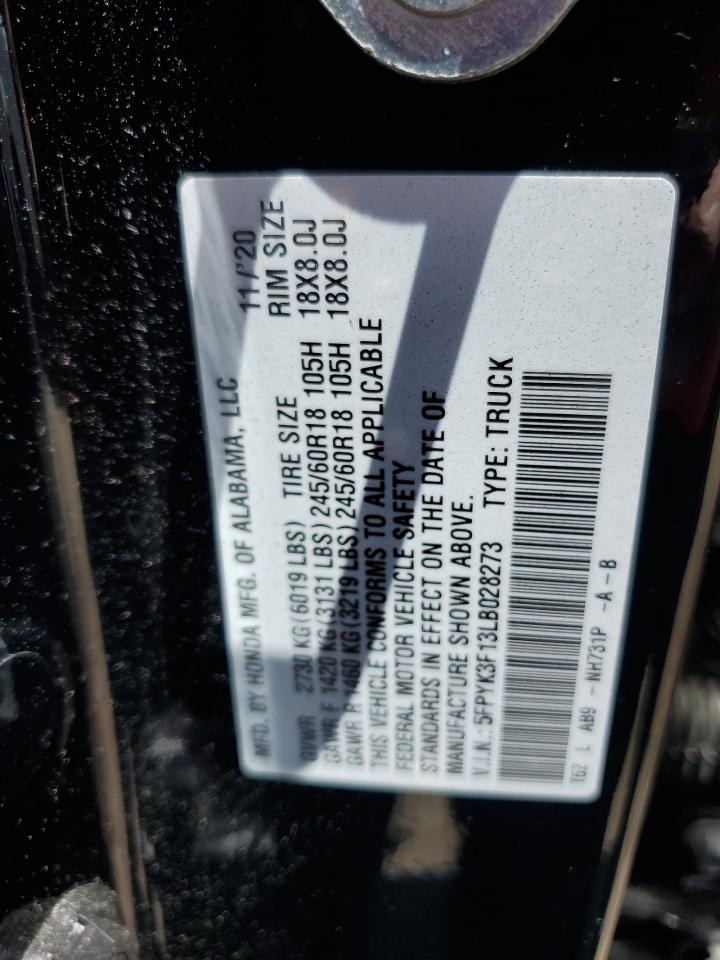 MFD. BY HONDA MFG. OF ALABAMA, LLC 11/'20
GVWR 2730 KG(6019 LBS) TIRE SIZE RIM SIZE
GAWR F 1420 KG(3131 LBS) 245/60R18 105H 18X8.0J
GAWR R 1460 KG(3219 LBS) 245/60R18 105H 18X8.0J
THIS VEHICLE CONFORMS TO ALL APPLICABLE
FEDERAL MOTOR VEHICLE SAFETY
STANDARDS IN EFFECT ON THE DATE OF
MANUFACTURE SHOWN ABOVE.
V.I.N.: 5FPYK3F13LB028273 TYPE: TRUCK
T6Z L AB9 -NH731P -A -B